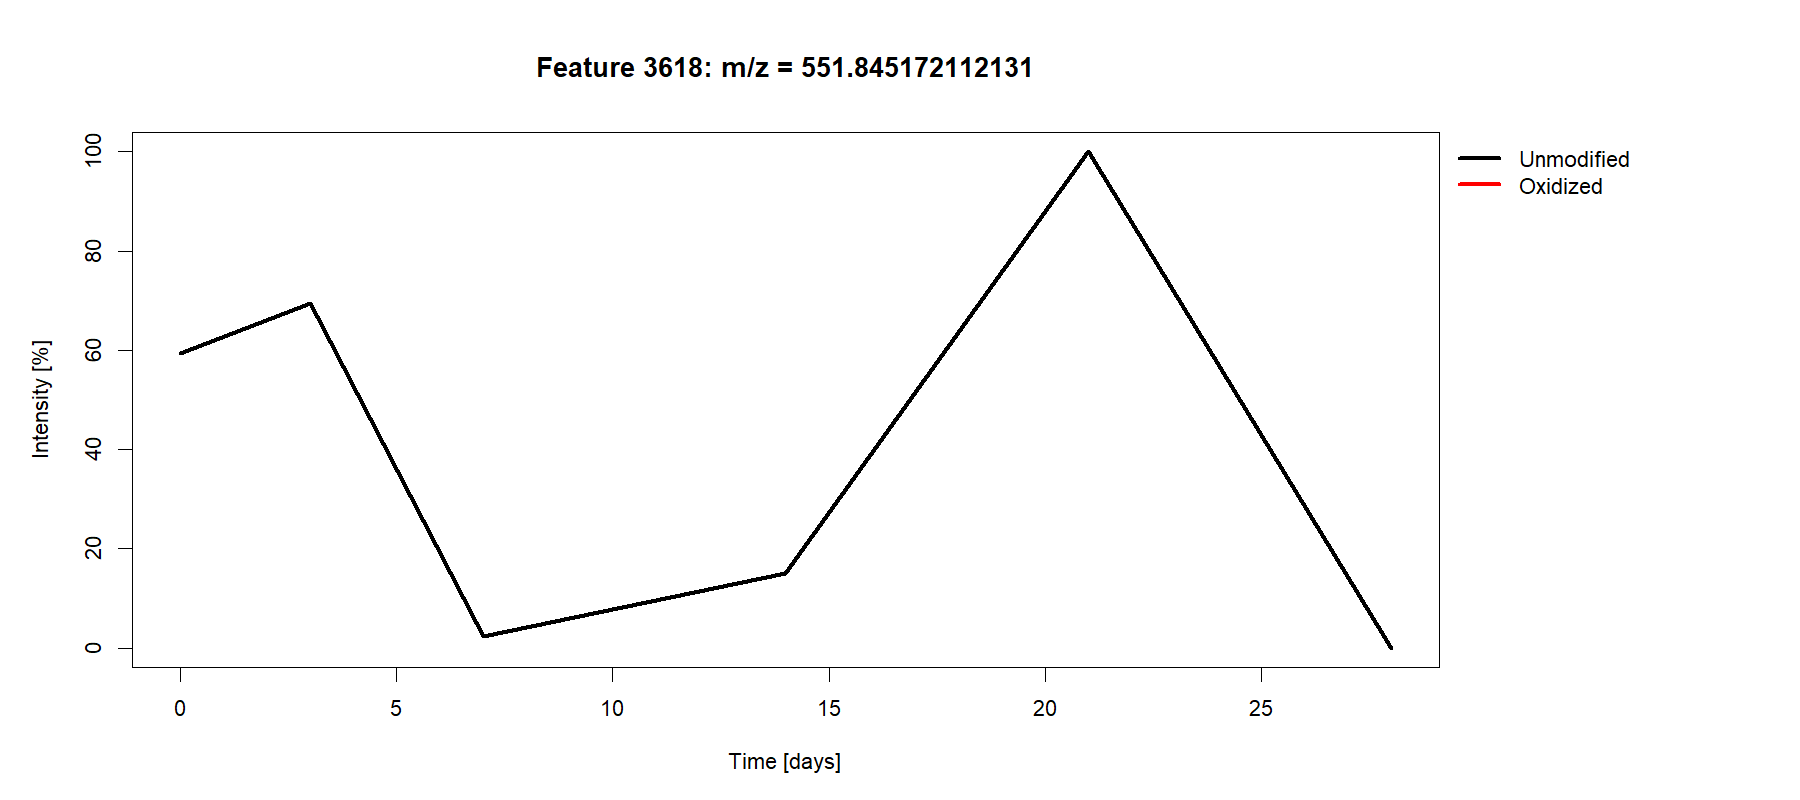 Feature 3618: m/z = 551.845172112131
Unmodified
Oxidized
Intensity [%]
100
80
60
40
20
0
0 5 10 15 20 25
Time [days]